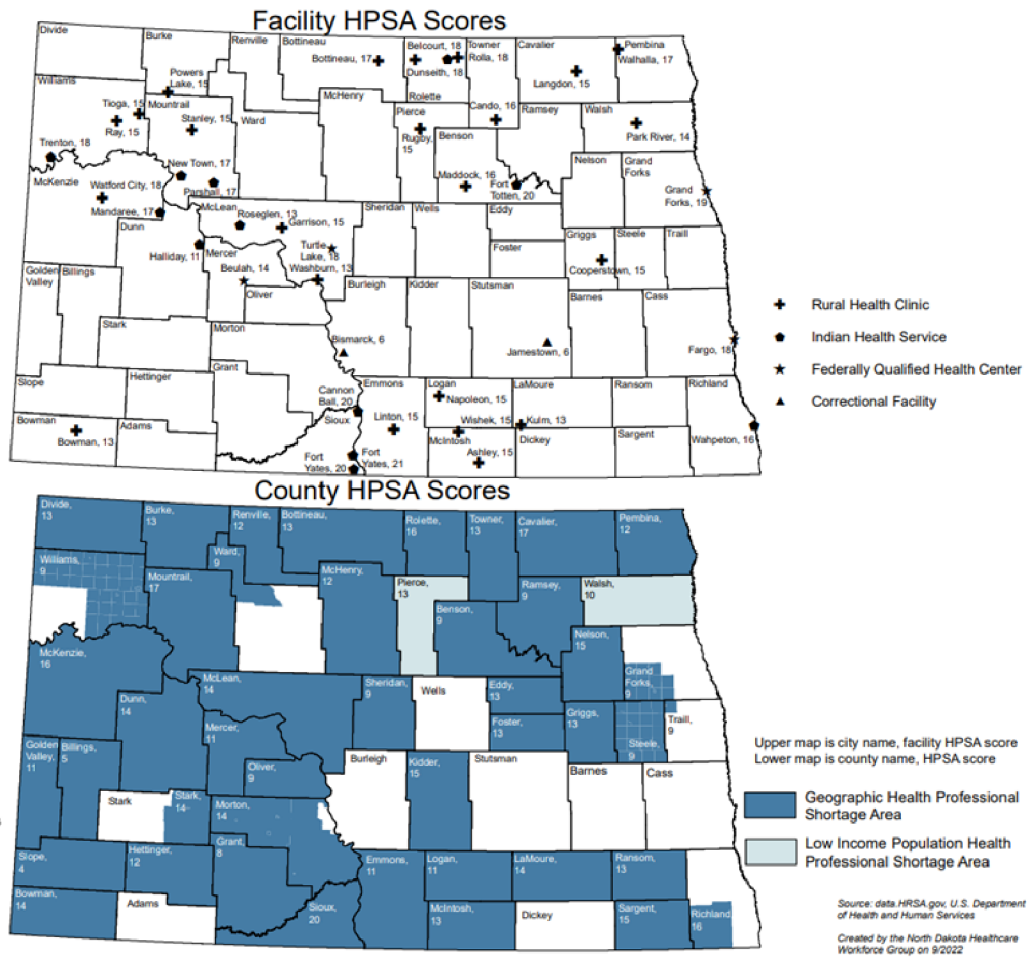 Facility HPSA Scores
Divide
Burke
Renville
Bottineau
Belcourt, 18
Towner
Cavalier
Pembina
Bottineau, 17
Dunseith, 18
Rolla, 18
Walhalla, 17
Langdon, 15
Powers
Lake, 15
Williams
Tioga, 15
Mountrail
Ray, 15
Stanley, 15
Ward
McHenry
Rolette
Pierce
Rugby,
15
Cando, 16
Ramsey
Walsh
Park River, 14
Benson
Trenton, 18
New Town, 17
Parshall, 17
Maddock, 16
Fort
Totten, 20
Nelson
Grand
Forks
Grand
Forks, 19
McKenzie
Watford City, 18
Mandaree, 17
McLean
Roseglen, 13
Garrison, 15
Sheridan
Wells
Eddy
Dunn
Halliday, 11
Mercer
Turtle
Lake, 18
Foster
Griggs
Steele
Traill
Cooperstown, 15
Golden
Valley
Billings
Beulah, 14
Washburn, 13
Oliver
Burleigh
Kidder
Stutsman
Barnes
Cass
Stark
Morton
Bismarck, 6
Jamestown, 6
Fargo, 18
Rural Health Clinic
Indian Health Service
Federally Qualified Health Center
Correctional Facility
Slope
Hettinger
Grant
Cannon
Ball, 20
Emmons
Logan
LaMoure
Ransom
Richland
Napoleon, 15
Bowman
Bowman, 13
Adams
Sioux
Linton, 15
Wishek, 15
Kulm, 13
McIntosh
Dickey
Sargent
Wahpeton, 16
Fort
Yates, 20
Fort
Yates, 21
Ashley, 15
County HPSA Scores
Divide,
13
Burke,
13
Renville,
12
Bottineau,
13
Rolette,
16
Towner,
13
Cavalier,
17
Pembina,
12
Williams,
9
Ward,
9
Mountrail,
17
McHenry,
12
Pierce,
13
Ramsey,
9
Walsh,
10
Benson,
9
Nelson,
15
McKenzie,
16
McLean,
14
Sheridan,
9
Wells
Eddy,
13
Grand
Forks,
9
Dunn,
14
Mercer,
11
Foster,
13
Griggs,
13
Steele,
9
Traill,
9
Golden
Valley,
11
Billings,
5
Oliver,
9
Burleigh
Kidder,
15
Stutsman
Barnes
Cass
Upper map is city name, facility HPSA score
Lower map is county name, HPSA score
Stark
Stark,
14
Morton,
14
Geographic Health Professional
Shortage Area
Low Income Population Health
Professional Shortage Area
Slope,
4
Hettinger,
12
Grant,
8
Emmons,
11
Logan,
11
LaMoure,
14
Ransom,
13
Bowman,
14
Adams
Sioux,
20
McIntosh,
13
Dickey
Sargent,
15
Richland,
16
Source: data.HRSA.gov, U.S. Department
of Health and Human Services
Created by the North Dakota Healthcare
Workforce Group on 9/2022